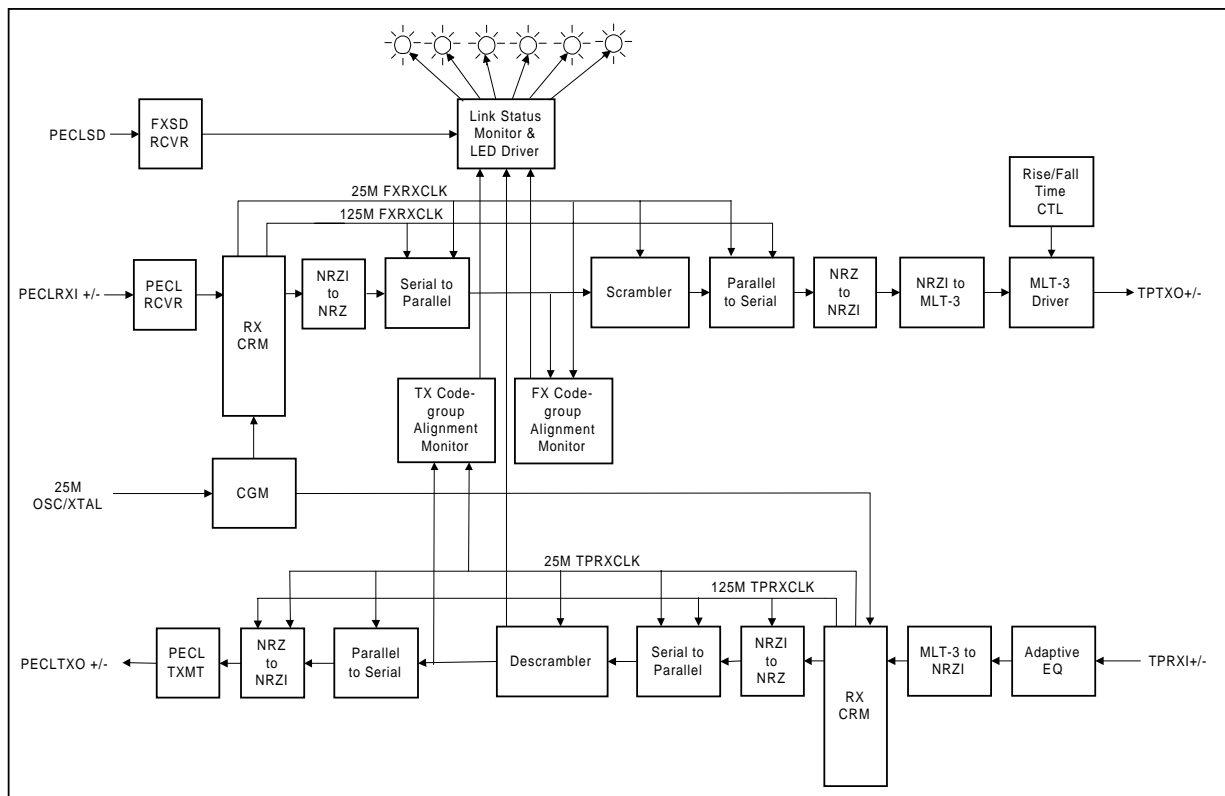 PECLSD
FXSD
RCVR
Link Status
Monitor &
LED Driver
Rise/Fall
Time
CTL
25M FXRXCLK
125M FXRXCLK
PECLRXI +/-
PECL
RCVR
RX
CRM
NRZI
to
NRZ
Serial to
Parallel
Scrambler
Parallel
to Serial
NRZ
to
NRZI
NRZI to
MLT-3
MLT-3
Driver
TPTXO+/-
TX Code-
group
Alignment
Monitor
FX Code-
group
Alignment
Monitor
25M
OSC/XTAL
CGM
25M TPRXCLK
125M TPRXCLK
PECLTXO +/-
PECL
TXMT
NRZ
to
NRZI
Parallel
to Serial
Descrambler
Serial to
Parallel
NRZI
to
NRZ
RX
CRM
MLT-3 to
NRZI
Adaptive
EQ
TPRXI+/-